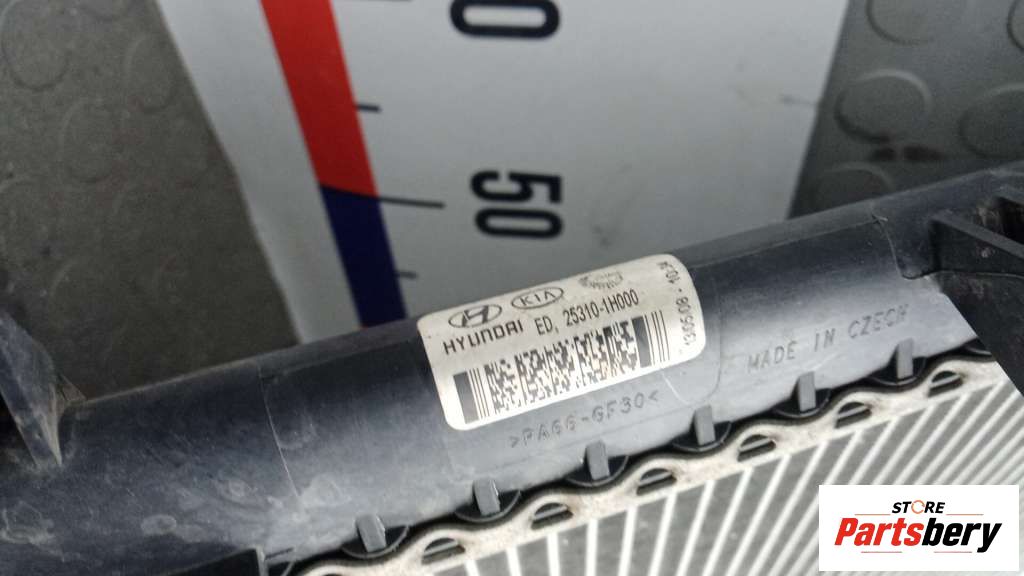 0
50
KIA
HYUNDAI ED, 25310-1H000
>PA66-GF30<
MADE IN CZECH
STORE
Partsbery